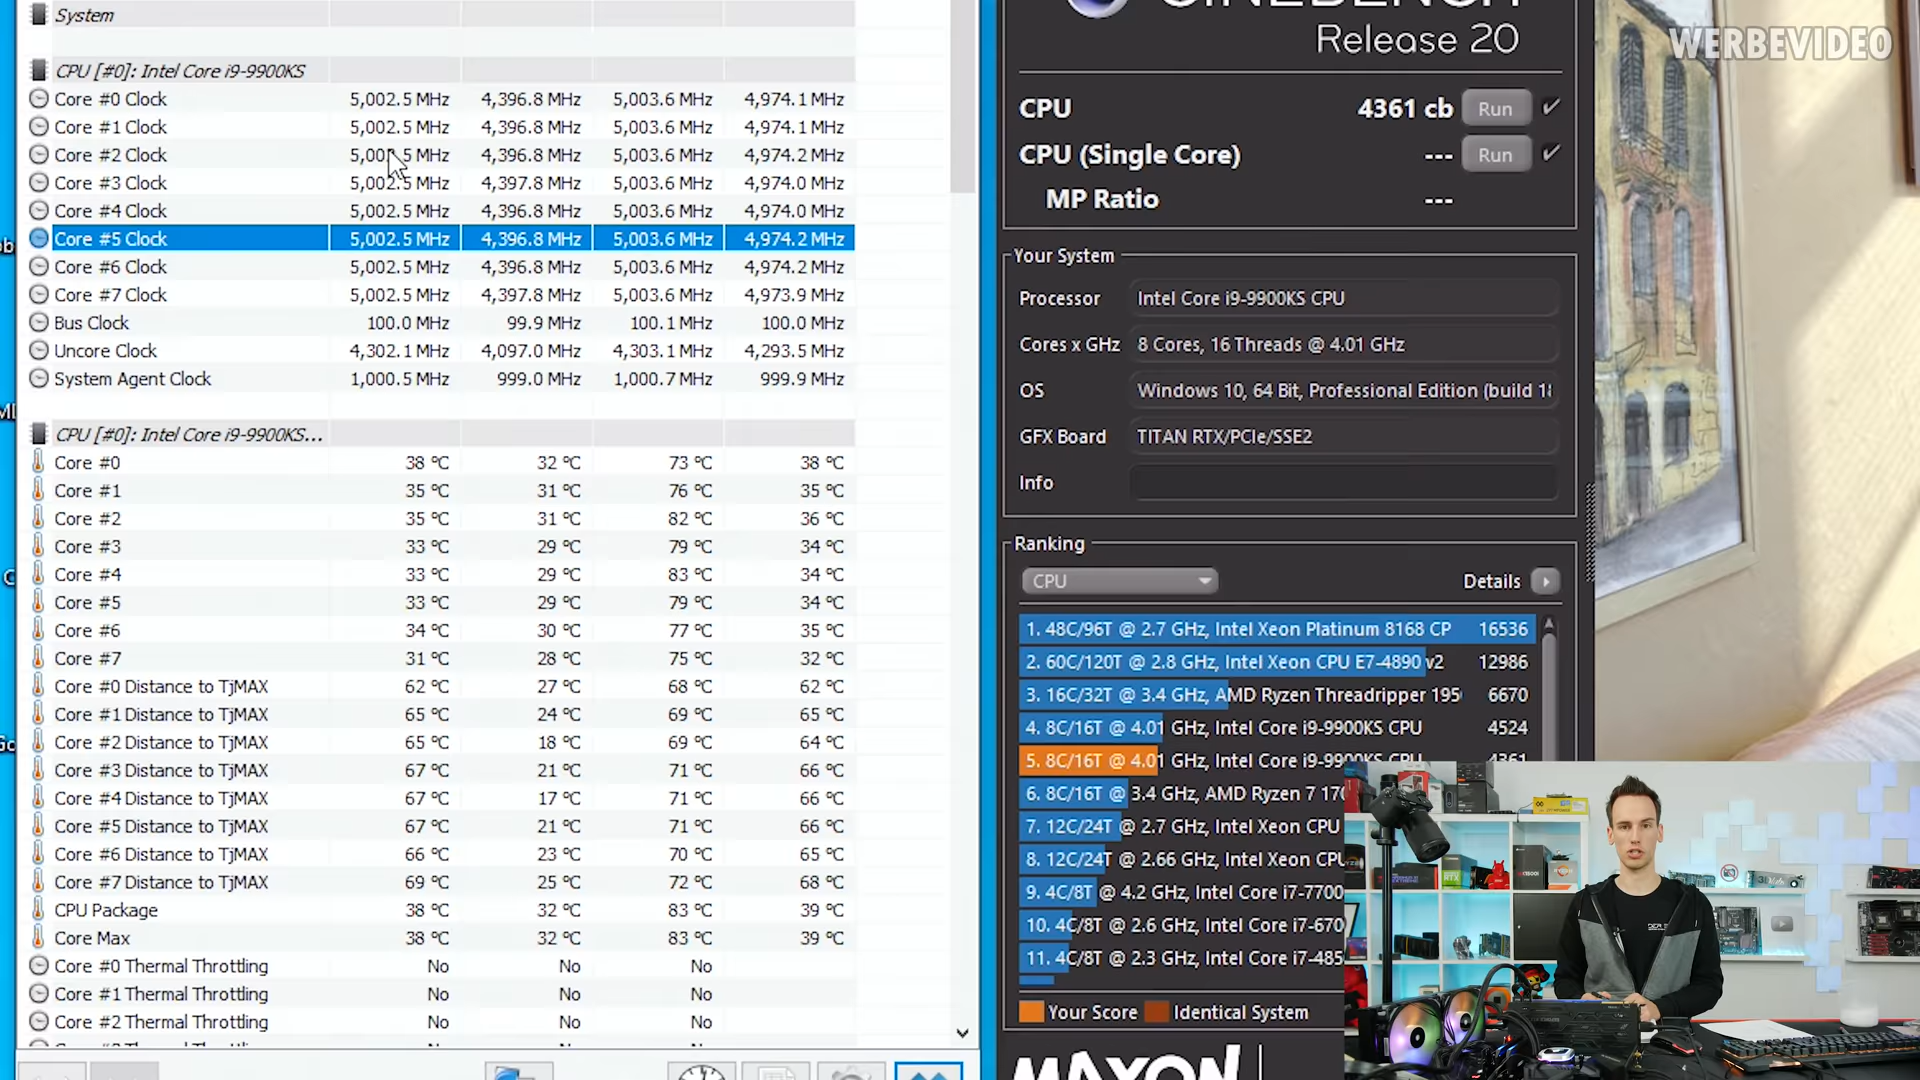 WERBEVIDEO
System
CPU [#0]: Intel Core i9-9900KS
Core #0 Clock 5,002.5 MHz 4,396.8 MHz 5,003.6 MHz 4,974.1 MHz
Core #1 Clock 5,002.5 MHz 4,396.8 MHz 5,003.6 MHz 4,974.1 MHz
Core #2 Clock 5,002.5 MHz 4,396.8 MHz 5,003.6 MHz 4,974.2 MHz
Core #3 Clock 5,002.5 MHz 4,397.8 MHz 5,003.6 MHz 4,974.0 MHz
Core #4 Clock 5,002.5 MHz 4,396.8 MHz 5,003.6 MHz 4,974.0 MHz
Core #5 Clock 5,002.5 MHz 4,396.8 MHz 5,003.6 MHz 4,974.2 MHz
Core #6 Clock 5,002.5 MHz 4,396.8 MHz 5,003.6 MHz 4,974.2 MHz
Core #7 Clock 5,002.5 MHz 4,397.8 MHz 5,003.6 MHz 4,973.9 MHz
Bus Clock 100.0 MHz 99.9 MHz 100.1 MHz 100.0 MHz
Uncore Clock 4,302.1 MHz 4,097.0 MHz 4,303.1 MHz 4,293.5 MHz
System Agent Clock 1,000.5 MHz 999.0 MHz 1,000.7 MHz 999.9 MHz
CPU [#0]: Intel Core i9-9900KS...
Core #0 38 °C 32 °C 73 °C 38 °C
Core #1 35 °C 31 °C 76 °C 35 °C
Core #2 35 °C 31 °C 82 °C 36 °C
Core #3 33 °C 29 °C 79 °C 34 °C
Core #4 33 °C 29 °C 83 °C 34 °C
Core #5 33 °C 29 °C 79 °C 34 °C
Core #6 34 °C 30 °C 77 °C 35 °C
Core #7 31 °C 28 °C 75 °C 32 °C
Core #0 Distance to TjMAX 62 °C 27 °C 68 °C 62 °C
Core #1 Distance to TjMAX 65 °C 24 °C 69 °C 65 °C
Core #2 Distance to TjMAX 65 °C 18 °C 69 °C 64 °C
Core #3 Distance to TjMAX 67 °C 21 °C 71 °C 66 °C
Core #4 Distance to TjMAX 67 °C 17 °C 71 °C 66 °C
Core #5 Distance to TjMAX 67 °C 21 °C 71 °C 66 °C
Core #6 Distance to TjMAX 66 °C 23 °C 70 °C 65 °C
Core #7 Distance to TjMAX 69 °C 25 °C 72 °C 68 °C
CPU Package 38 °C 32 °C 83 °C 39 °C
Core Max 38 °C 32 °C 83 °C 39 °C
Core #0 Thermal Throttling No No No
Core #1 Thermal Throttling No No No
Core #2 Thermal Throttling No No No
CINEBENCH
Release 20
CPU 4361 cb Run
CPU (Single Core) --- Run
MP Ratio ---
Your System
Processor Intel Core i9-9900KS CPU
Cores x GHz 8 Cores, 16 Threads @ 4.01 GHz
OS Windows 10, 64 Bit, Professional Edition (build 18
GFX Board TITAN RTX/PCIe/SSE2
Info
Ranking
CPU Details
1. 48C/96T @ 2.7 GHz, Intel Xeon Platinum 8168 CP 16536
2. 60C/120T @ 2.8 GHz, Intel Xeon CPU E7-4890 v2 12986
3. 16C/32T @ 3.4 GHz, AMD Ryzen Threadripper 195 6670
4. 8C/16T @ 4.01 GHz, Intel Core i9-9900KS CPU 4524
5. 8C/16T @ 4.01 GHz, Intel Core i9-9900KS CPU 4361
6. 8C/16T @ 3.4 GHz, AMD Ryzen 7 170
7. 12C/24T @ 2.7 GHz, Intel Xeon CPU
8. 12C/24T @ 2.66 GHz, Intel Xeon CPU
9. 4C/8T @ 4.2 GHz, Intel Core i7-7700
10. 4C/8T @ 2.6 GHz, Intel Core i7-670
11. 4C/8T @ 2.3 GHz, Intel Core i7-485
Your Score Identical System
MAXON